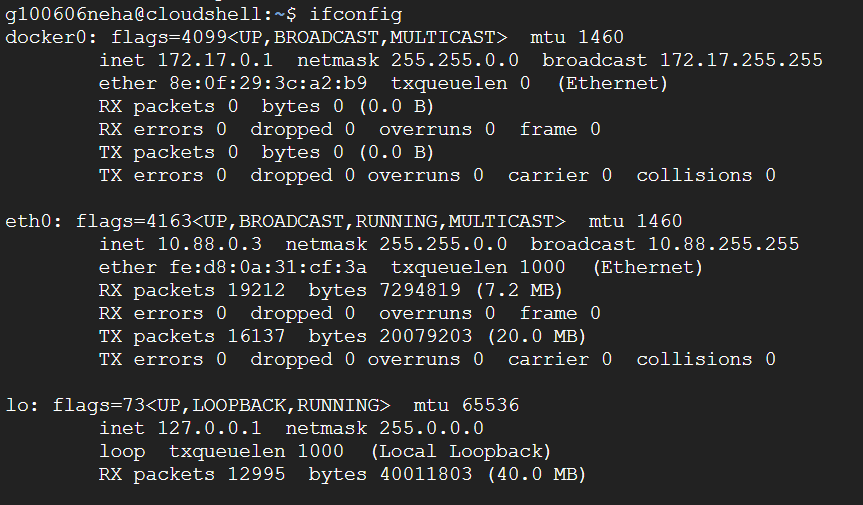 g100606neha@cloudshell:~$ ifconfig
docker0: flags=4099<UP,BROADCAST,MULTICAST>  mtu 1460
        inet 172.17.0.1  netmask 255.255.0.0  broadcast 172.17.255.255
        ether 8e:0f:29:3c:a2:b9  txqueuelen 0  (Ethernet)
        RX packets 0  bytes 0 (0.0 B)
        RX errors 0  dropped 0  overruns 0  frame 0
        TX packets 0  bytes 0 (0.0 B)
        TX errors 0  dropped 0 overruns 0  carrier 0  collisions 0

eth0: flags=4163<UP,BROADCAST,RUNNING,MULTICAST>  mtu 1460
        inet 10.88.0.3  netmask 255.255.0.0  broadcast 10.88.255.255
        ether fe:d8:0a:31:cf:3a  txqueuelen 1000  (Ethernet)
        RX packets 19212  bytes 7294819 (7.2 MB)
        RX errors 0  dropped 0  overruns 0  frame 0
        TX packets 16137  bytes 20079203 (20.0 MB)
        TX errors 0  dropped 0 overruns 0  carrier 0  collisions 0

lo: flags=73<UP,LOOPBACK,RUNNING>  mtu 65536
        inet 127.0.0.1  netmask 255.0.0.0
        loop  txqueuelen 1000  (Local Loopback)
        RX packets 12995  bytes 40011803 (40.0 MB)